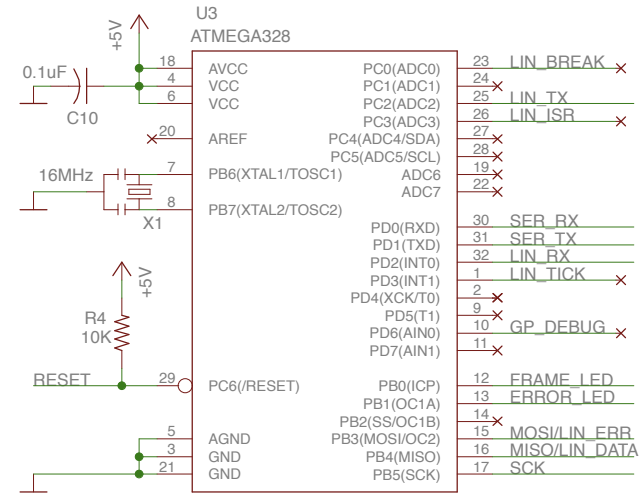 U3
ATMEGA328
+5V
0.1uF
C10
18 AVCC
4 VCC
6 VCC
20 AREF
16MHz
7 PB6(XTAL1/TOSC1)
8 PB7(XTAL2/TOSC2)
X1
+5V
R4
10K
RESET
29 PC6(/RESET)
5 AGND
3 GND
21 GND
PC0(ADC0) 23 LIN_BREAK
PC1(ADC1) 24
PC2(ADC2) 25 LIN_TX
PC3(ADC3) 26 LIN_ISR
PC4(ADC4/SDA) 27
PC5(ADC5/SCL) 28
ADC6 19
ADC7 22
PD0(RXD) 30 SER_RX
PD1(TXD) 31 SER_TX
PD2(INT0) 32 LIN_RX
PD3(INT1) 1 LIN_TICK
PD4(XCK/T0) 2
PD5(T1) 9
PD6(AIN0) 10 GP_DEBUG
PD7(AIN1) 11
PB0(ICP) 12 FRAME_LED
PB1(OC1A) 13 ERROR_LED
PB2(SS/OC1B) 14
PB3(MOSI/OC2) 15 MOSI/LIN_ERR
PB4(MISO) 16 MISO/LIN_DATA
PB5(SCK) 17 SCK